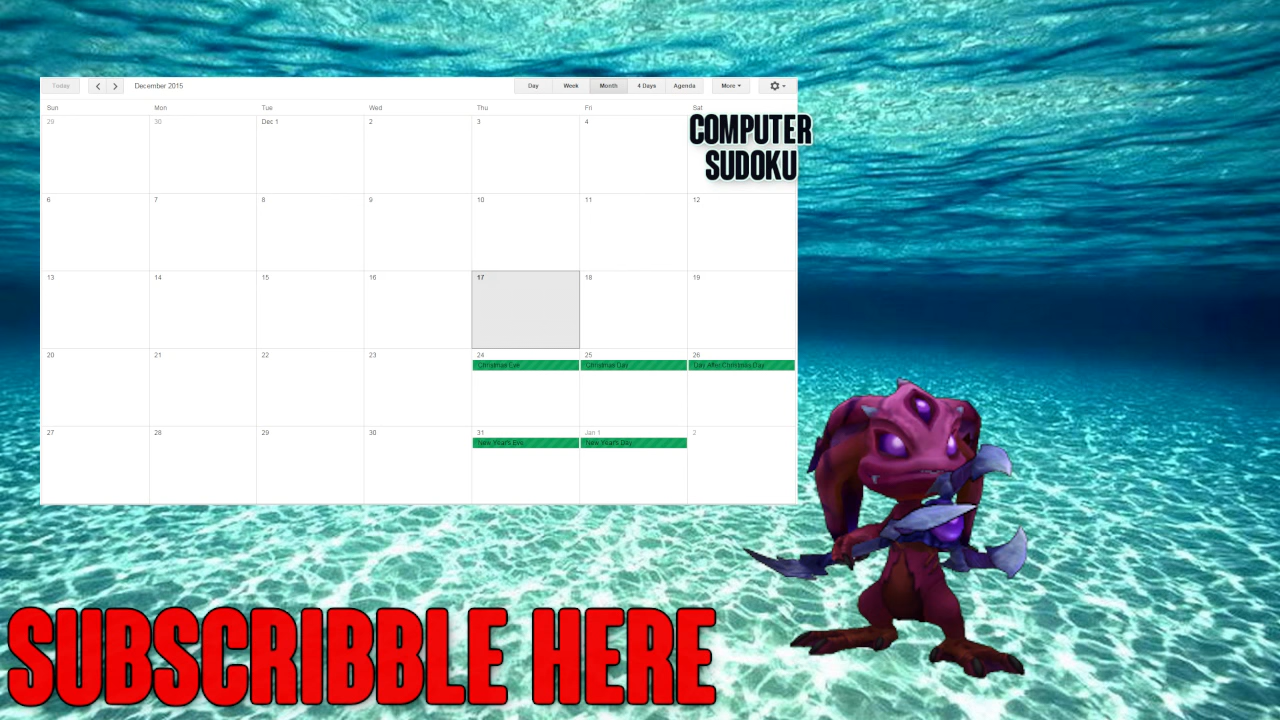 Today < > December 2015 Day Week Month 4 Days Agenda More
Sun Mon Tue Wed Thu Fri Sat
29 30 Dec 1 2 3 4
COMPUTER
SUDOKU
6 7 8 9 10 11 12
13 14 15 16 17 18 19
20 21 22 23 24 25 26
Christmas Eve Christmas Day Day After Christmas Day
27 28 29 30 31 Jan 1 2
New Year's Eve New Year's Day
SUBSCRIBBLE HERE